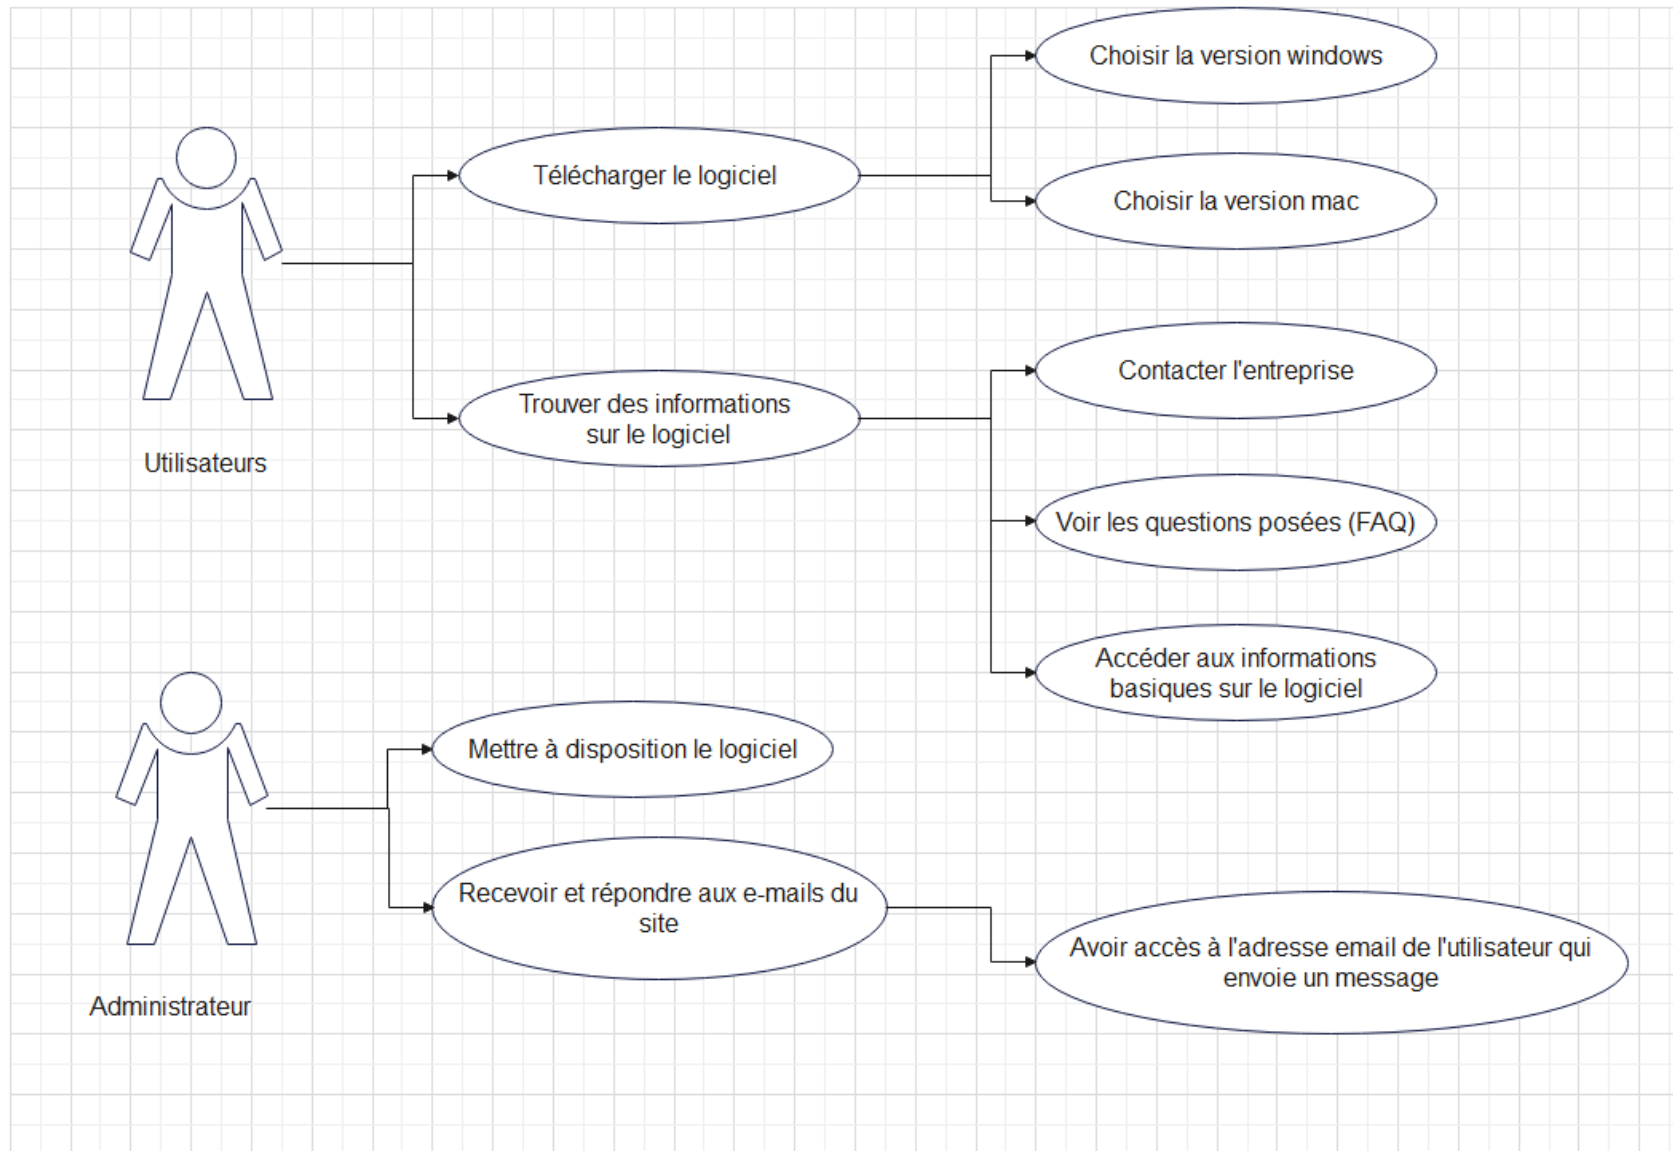 Choisir la version windows
Télécharger le logiciel
Choisir la version mac
Contacter l'entreprise
Trouver des informations
sur le logiciel
Utilisateurs
Voir les questions posées (FAQ)
Accéder aux informations
basiques sur le logiciel
Mettre à disposition le logiciel
Recevoir et répondre aux e-mails du
site
Avoir accès à l'adresse email de l'utilisateur qui
envoie un message
Administrateur